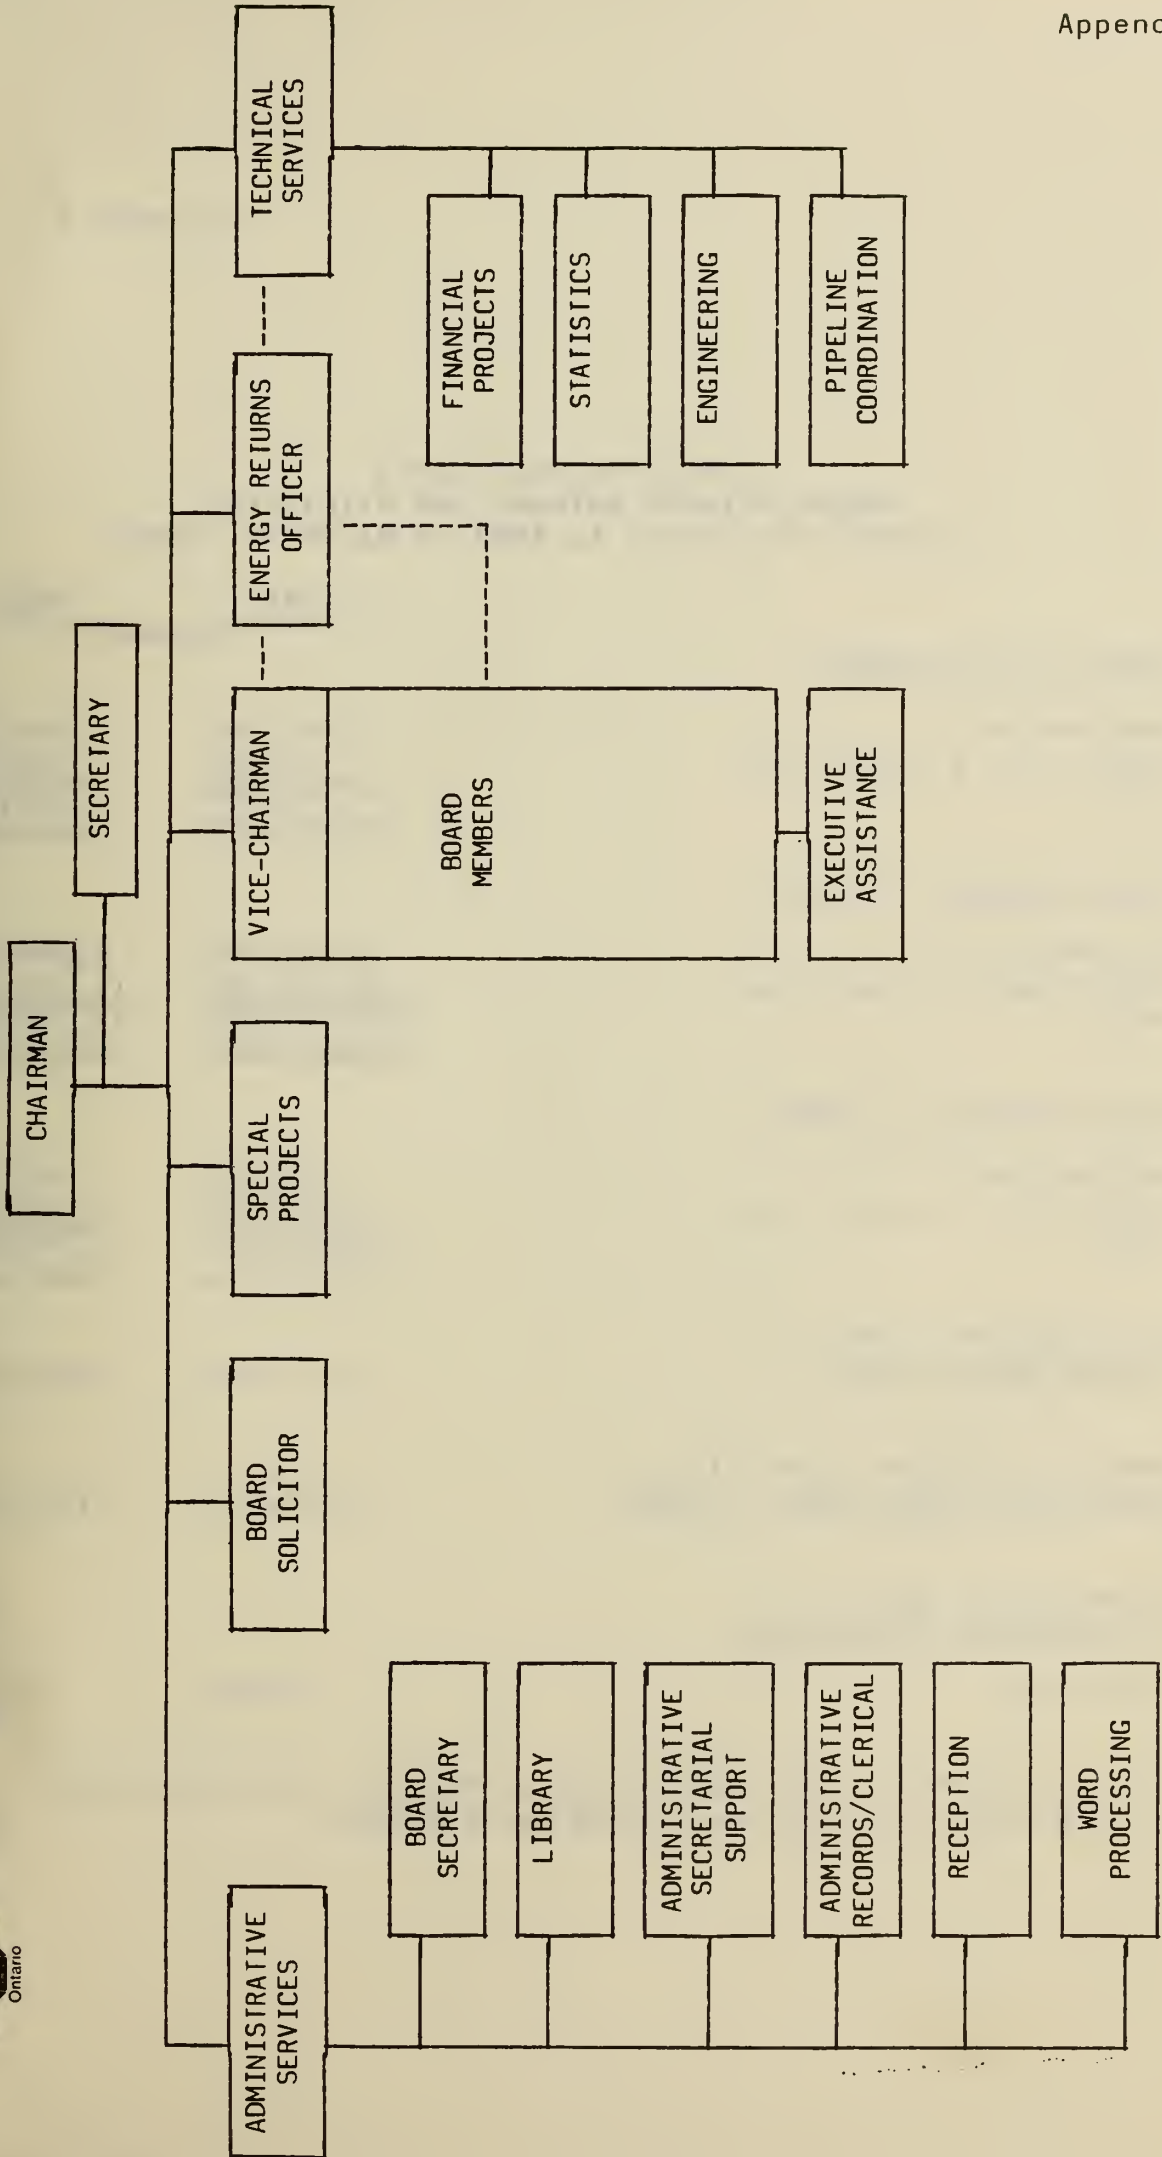 Appenc
Ontario
CHAIRMAN
SECRETARY
ADMINISTRATIVE
SERVICES
BOARD
SOLICITOR
SPECIAL
PROJECTS
VICE-CHAIRMAN
BOARD
MEMBERS
EXECUTIVE
ASSISTANCE
ENERGY RETURNS
OFFICER
TECHNICAL
SERVICES
BOARD
SECRETARY
LIBRARY
ADMINISTRATIVE
SECRETARIAL
SUPPORT
ADMINISTRATIVE
RECORDS/CLERICAL
RECEPTION
WORD
PROCESSING
FINANCIAL
PROJECTS
STATISTICS
ENGINEERING
PIPELINE
COORDINATION